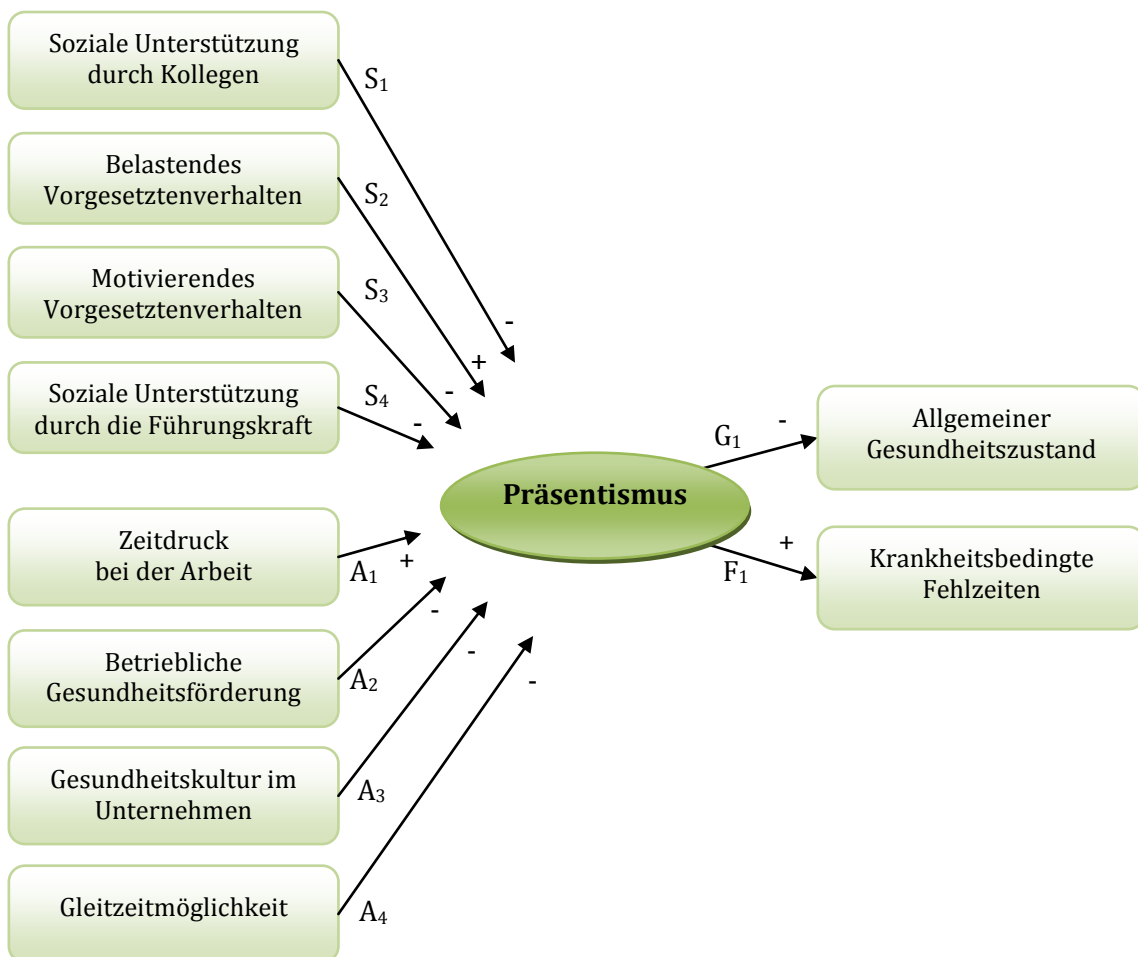 Soziale Unterstützung
durch Kollegen
S1
Belastendes
Vorgesetztenverhalten
S2
Motivierendes
Vorgesetztenverhalten
S3
-
+
Soziale Unterstützung
durch die Führungskraft
S4
-
-
Präsentismus
G1
-
Allgemeiner
Gesundheitszustand
Zeitdruck
bei der Arbeit
A1
+
F1
+
Krankheitsbedingte
Fehlzeiten
Betriebliche
Gesundheitsförderung
A2
-
Gesundheitskultur im
Unternehmen
A3
-
Gleitzeitmöglichkeit
A4
-